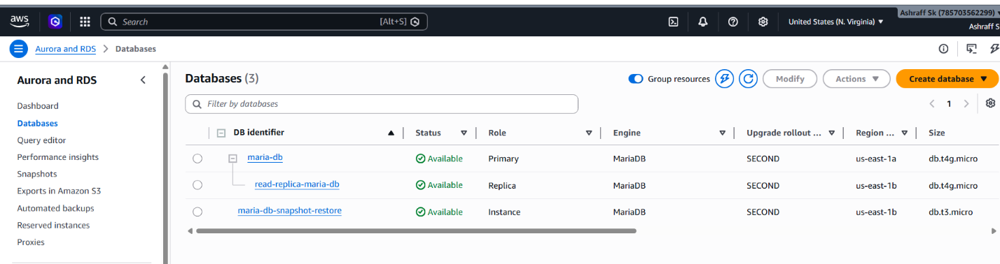 aws
Search [Alt+S]
United States (N. Virginia)
Ashraff Sk (785703562299)
Ashraff S
Aurora and RDS
Databases
Aurora and RDS
Dashboard
Databases
Query editor
Performance insights
Snapshots
Exports in Amazon S3
Automated backups
Reserved instances
Proxies
Databases (3)
Group resources
Modify
Actions
Create database
Filter by databases
1
DB identifier Status Role Engine Upgrade rollout ... Region ... Size
maria-db Available Primary MariaDB SECOND us-east-1a db.t4g.micro
read-replica-maria-db Available Replica MariaDB SECOND us-east-1b db.t4g.micro
maria-db-snapshot-restore Available Instance MariaDB SECOND us-east-1b db.t3.micro